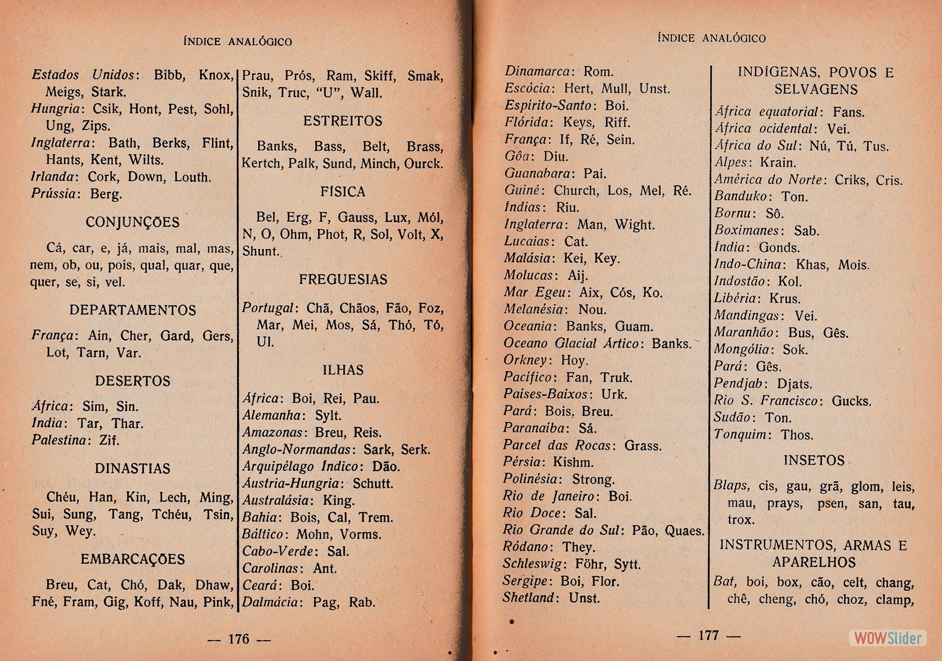 ÍNDICE ANALÓGICO
Estados Unidos: Bibb, Knox,
Meigs, Stark.
Hungria: Csik, Hont, Pest, Sohl,
Ung, Zips.
Inglaterra: Bath, Berks, Flint,
Hants, Kent, Wilts.
Irlanda: Cork, Down, Louth.
Prússia: Berg.
CONJUNÇÕES
Cá, car, e, já, mais, mal, mas,
nem, ob, ou, pois, qual, quar, que,
quer, se, si, vel.
DEPARTAMENTOS
França: Ain, Cher, Gard, Gers,
Lot, Tarn, Var.
DESERTOS
África: Sim, Sin.
Índia: Tar, Thar.
Palestina: Zif.
DINASTIAS
Chéu, Han, Kin, Lech, Ming,
Sui, Sung, Tang, Tchéu, Tsin,
Suy, Wey.
EMBARCAÇÕES
Breu, Cat, Chó, Dak, Dhaw,
Fné, Fram, Gig, Koff, Nau, Pink,
Prau, Prós, Ram, Skiff, Smak,
Snik, Truc, "U", Wall.
ESTREITOS
Banks, Bass, Belt, Brass,
Kertch, Palk, Sund, Minch, Ourck.
FÍSICA
Bel, Erg, F, Gauss, Lux, Mól,
N, O, Ohm, Phot, R, Sol, Volt, X,
Shunt.
FREGUESIAS
Portugal: Chã, Chãos, Fão, Foz,
Mar, Mei, Mos, Sá, Thó, Tó,
Ul.
ILHAS
África: Boi, Rei, Pau.
Alemanha: Sylt.
Amazonas: Breu, Reis.
Anglo-Normandas: Sark, Serk.
Arquipélago Índico: Dão.
Áustria-Hungria: Schutt.
Australásia: King.
Bahia: Bois, Cal, Trem.
Báltico: Mohn, Vorms.
Cabo-Verde: Sal.
Carolinas: Ant.
Ceará: Boi.
Dalmácia: Pag, Rab.
— 176 —
ÍNDICE ANALÓGICO
Dinamarca: Rom.
Escócia: Hert, Mull, Unst.
Espírito-Santo: Boi.
Flórida: Keys, Riff.
França: If, Ré, Sein.
Gôa: Diu.
Guanabara: Pai.
Guiné: Church, Los, Mel, Ré.
Índias: Riu.
Inglaterra: Man, Wight.
Lucaias: Cat.
Malásia: Kei, Key.
Molucas: Aij.
Mar Egeu: Aix, Cós, Ko.
Melanésia: Nou.
Oceania: Banks, Guam.
Oceano Glacial Ártico: Banks.
Orkney: Hoy.
Pacífico: Fan, Truk.
Países-Baixos: Urk.
Pará: Bois, Breu.
Paranaíba: Sá.
Parcel das Rocas: Grass.
Pérsia: Kishm.
Polinésia: Strong.
Rio de Janeiro: Boi.
Rio Doce: Sal.
Rio Grande do Sul: Pão, Quaes.
Ródano: They.
Schleswig: Föhr, Sytt.
Sergipe: Boi, Flor.
Shetland: Unst.
INDÍGENAS, POVOS E
SELVAGENS
África equatorial: Fans.
África ocidental: Vei.
África do Sul: Nú, Tú, Tus.
Alpes: Krain.
América do Norte: Criks, Cris.
Banduko: Ton.
Bornu: Sô.
Boximanes: Sab.
Índia: Gonds.
Indo-China: Khas, Mois.
Indostão: Kol.
Libéria: Krus.
Mandingas: Vei.
Maranhão: Bus, Gês.
Mongólia: Sok.
Pará: Gês.
Pendjab: Djats.
Rio S. Francisco: Gucks.
Sudão: Ton.
Tonquim: Thos.
INSETOS
Blaps, cis, gau, grã, glom, leis,
mau, prays, psen, san, tau,
trox.
INSTRUMENTOS, ARMAS E
APARELHOS
Bat, boi, box, cão, celt, chang,
chê, cheng, chó, choz, clamp,
— 177 —
WOWSlider